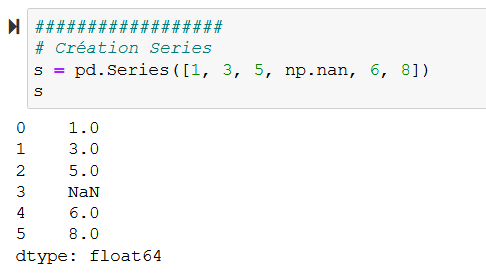 ##################
# Création Series
s = pd.Series([1, 3, 5, np.nan, 6, 8])
s
0    1.0
1    3.0
2    5.0
3    NaN
4    6.0
5    8.0
dtype: float64